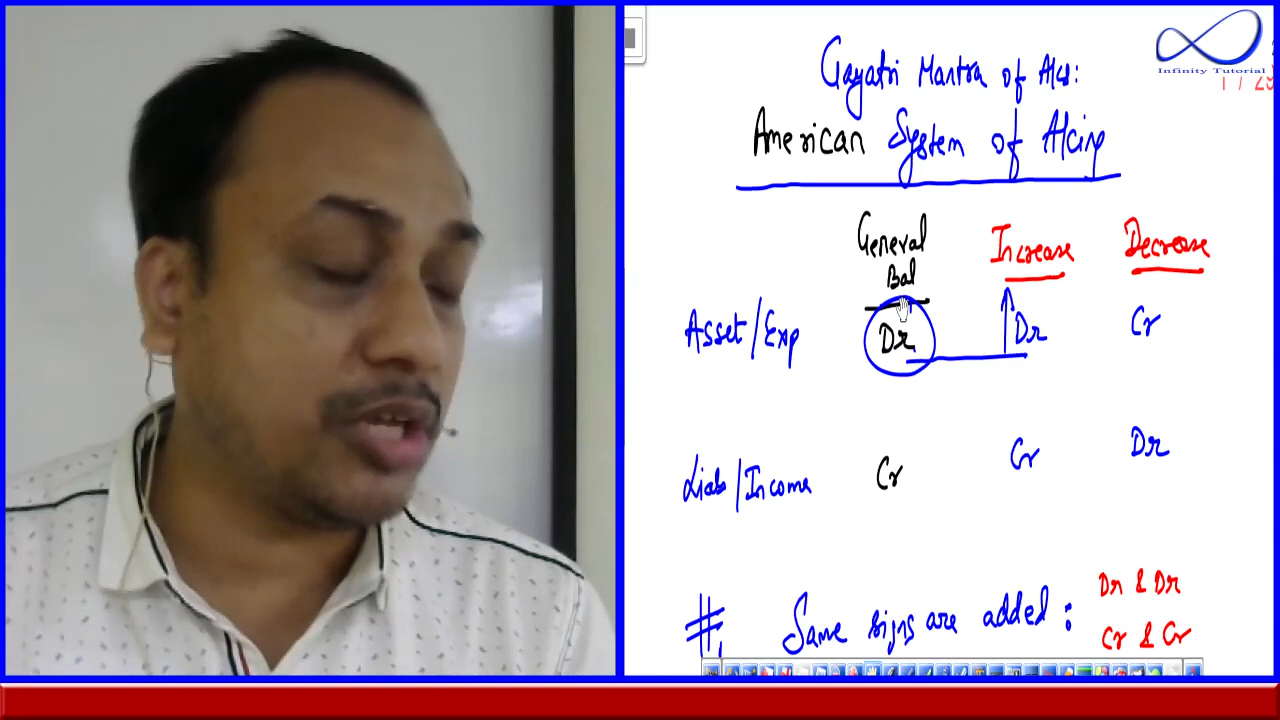 Infinity Tutorial
1 / 29
Gayatri Mantra of A/cs:
American System of A/cing
General Bal Increase Decrease
Asset/Exp Dr Dr Cr
Liab/Income Cr Cr Dr
#, Same signs are added: Dr & Dr
Cr & Cr